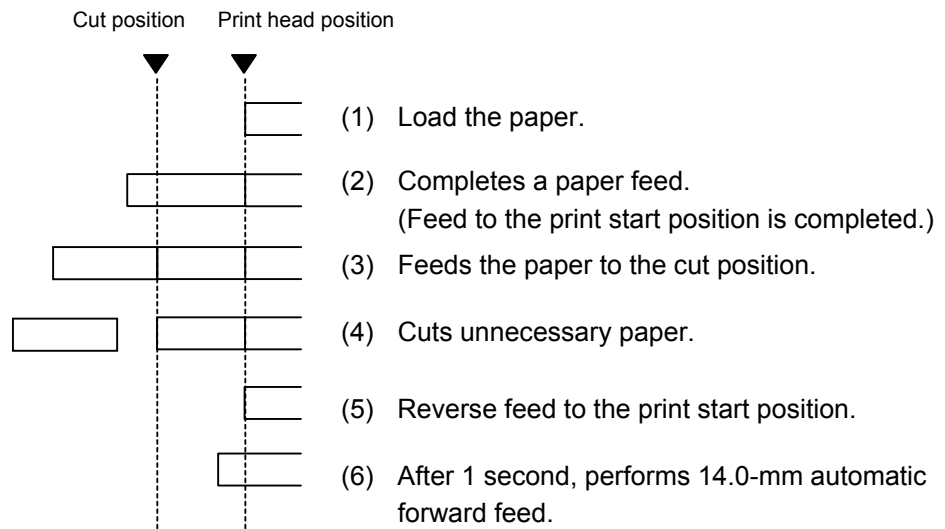 Cut position Print head position
(1) Load the paper.
(2) Completes a paper feed.
(Feed to the print start position is completed.)
(3) Feeds the paper to the cut position.
(4) Cuts unnecessary paper.
(5) Reverse feed to the print start position.
(6) After 1 second, performs 14.0-mm automatic
forward feed.